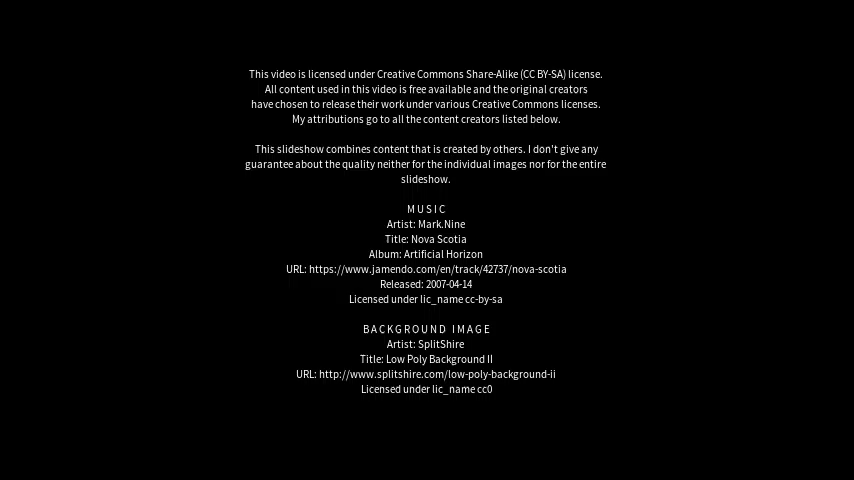 This video is licensed under Creative Commons Share-Alike (CC BY-SA) license.
All content used in this video is free available and the original creators
have chosen to release their work under various Creative Commons licenses.
My attributions go to all the content creators listed below.
This slideshow combines content that is created by others. I don't give any
guarantee about the quality neither for the individual images nor for the entire
slideshow.
MUSIC
Artist: Mark.Nine
Title: Nova Scotia
Album: Artificial Horizon
URL: https://www.jamendo.com/en/track/42737/nova-scotia
Released: 2007-04-14
Licensed under lic_name cc-by-sa
BACKGROUND IMAGE
Artist: SplitShire
Title: Low Poly Background II
URL: http://www.splitshire.com/low-poly-background-ii
Licensed under lic_name cc0